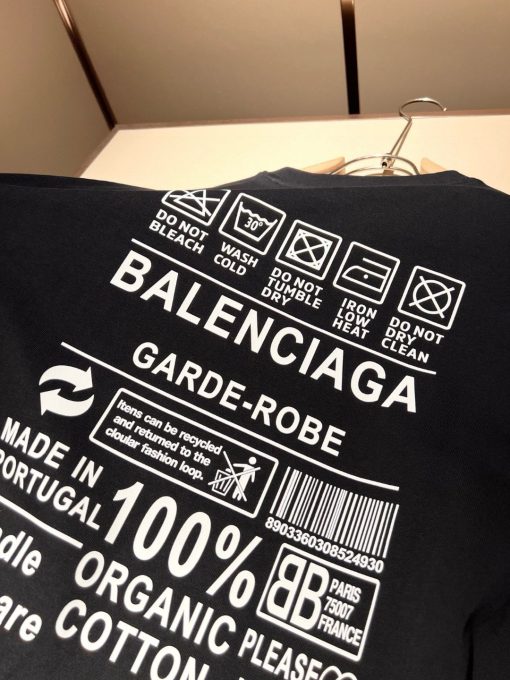 DO NOT
BLEACH
30°
WASH
COLD
DO NOT
TUMBLE
DRY
IRON
LOW
HEAT
DO NOT
DRY
CLEAN
BALENCIAGA
GARDE-ROBE
Itens can be recycled
and returned to the
cloular fashion loop.
MADE IN
PORTUGAL
100%
ORGANIC
COTTON
8903360308524930
BB
PARIS
75007
FRANCE
PLEASE